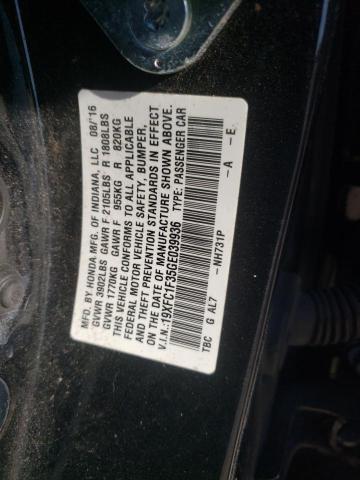 MFD. BY HONDA MFG. OF INDIANA, LLC 08/'16
GVWR 3902LBS GAWR F 2105LBS R 1808LBS
GVWR 1770KG GAWR F 955KG R 820KG
THIS VEHICLE CONFORMS TO ALL APPLICABLE
FEDERAL MOTOR VEHICLE SAFETY, BUMPER,
AND THEFT PREVENTION STANDARDS IN EFFECT
ON THE DATE OF MANUFACTURE SHOWN ABOVE.
V.I.N.:19XFC1F35GE039936 TYPE: PASSENGER CAR
TBC G AL7 -NH731P -A -E